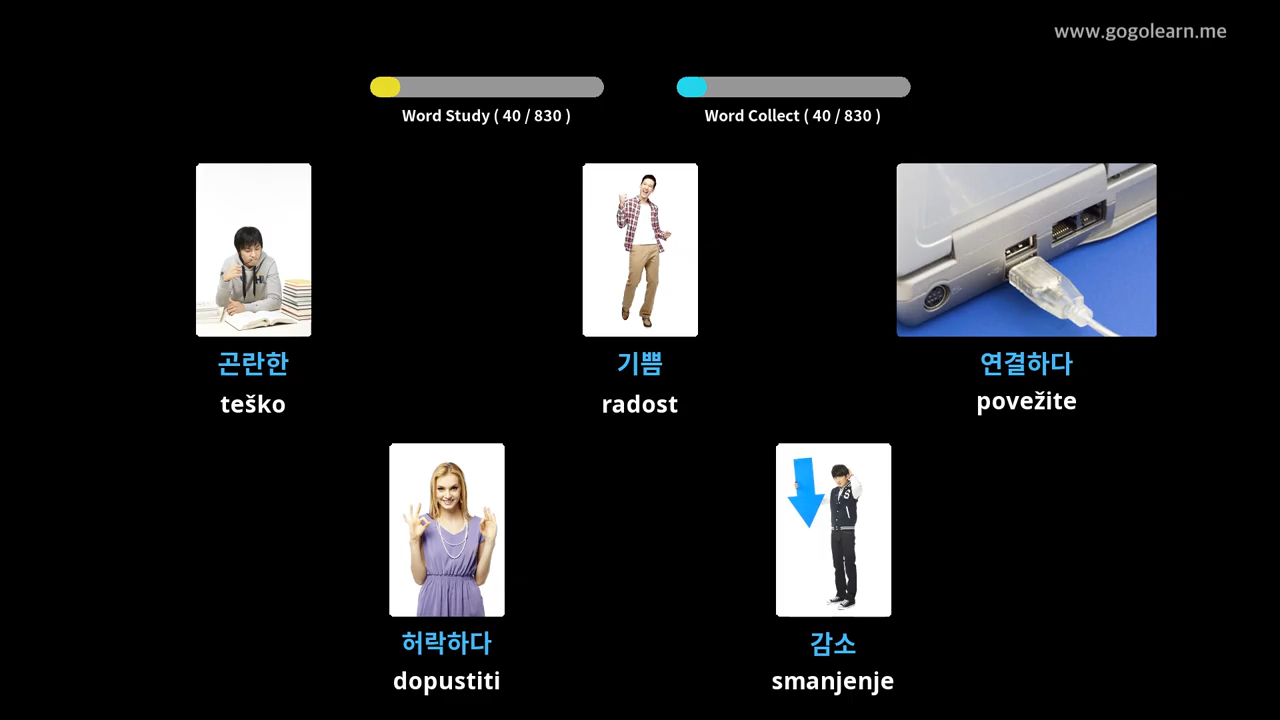 www.gogolearn.me
Word Study ( 40 / 830 )
Word Collect ( 40 / 830 )
곤란한
teško
기쁨
radost
연결하다
povežite
허락하다
dopustiti
감소
smanjenje